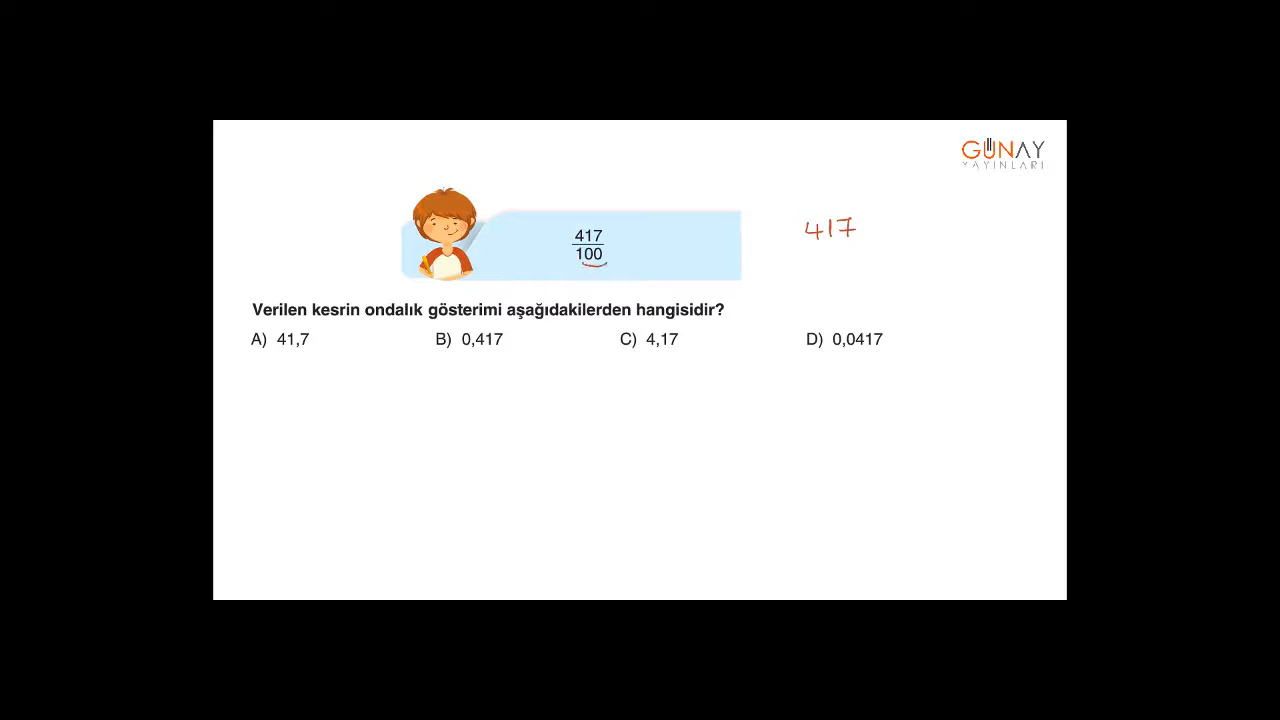 GÜNAY
YAYINLARI
417
100
417
Verilen kesrin ondalık gösterimi aşağıdakilerden hangisidir?
A) 41,7 B) 0,417 C) 4,17 D) 0,0417